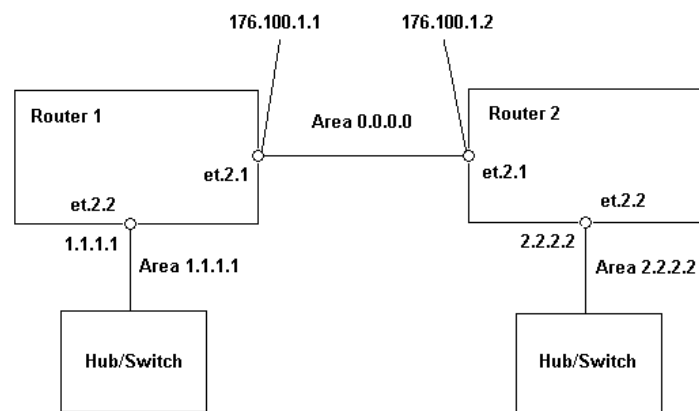 176.100.1.1
176.100.1.2
Router 1
Area 0.0.0.0
Router 2
et.2.1
et.2.1
et.2.2
et.2.2
1.1.1.1
2.2.2.2
Area 1.1.1.1
Area 2.2.2.2
Hub/Switch
Hub/Switch